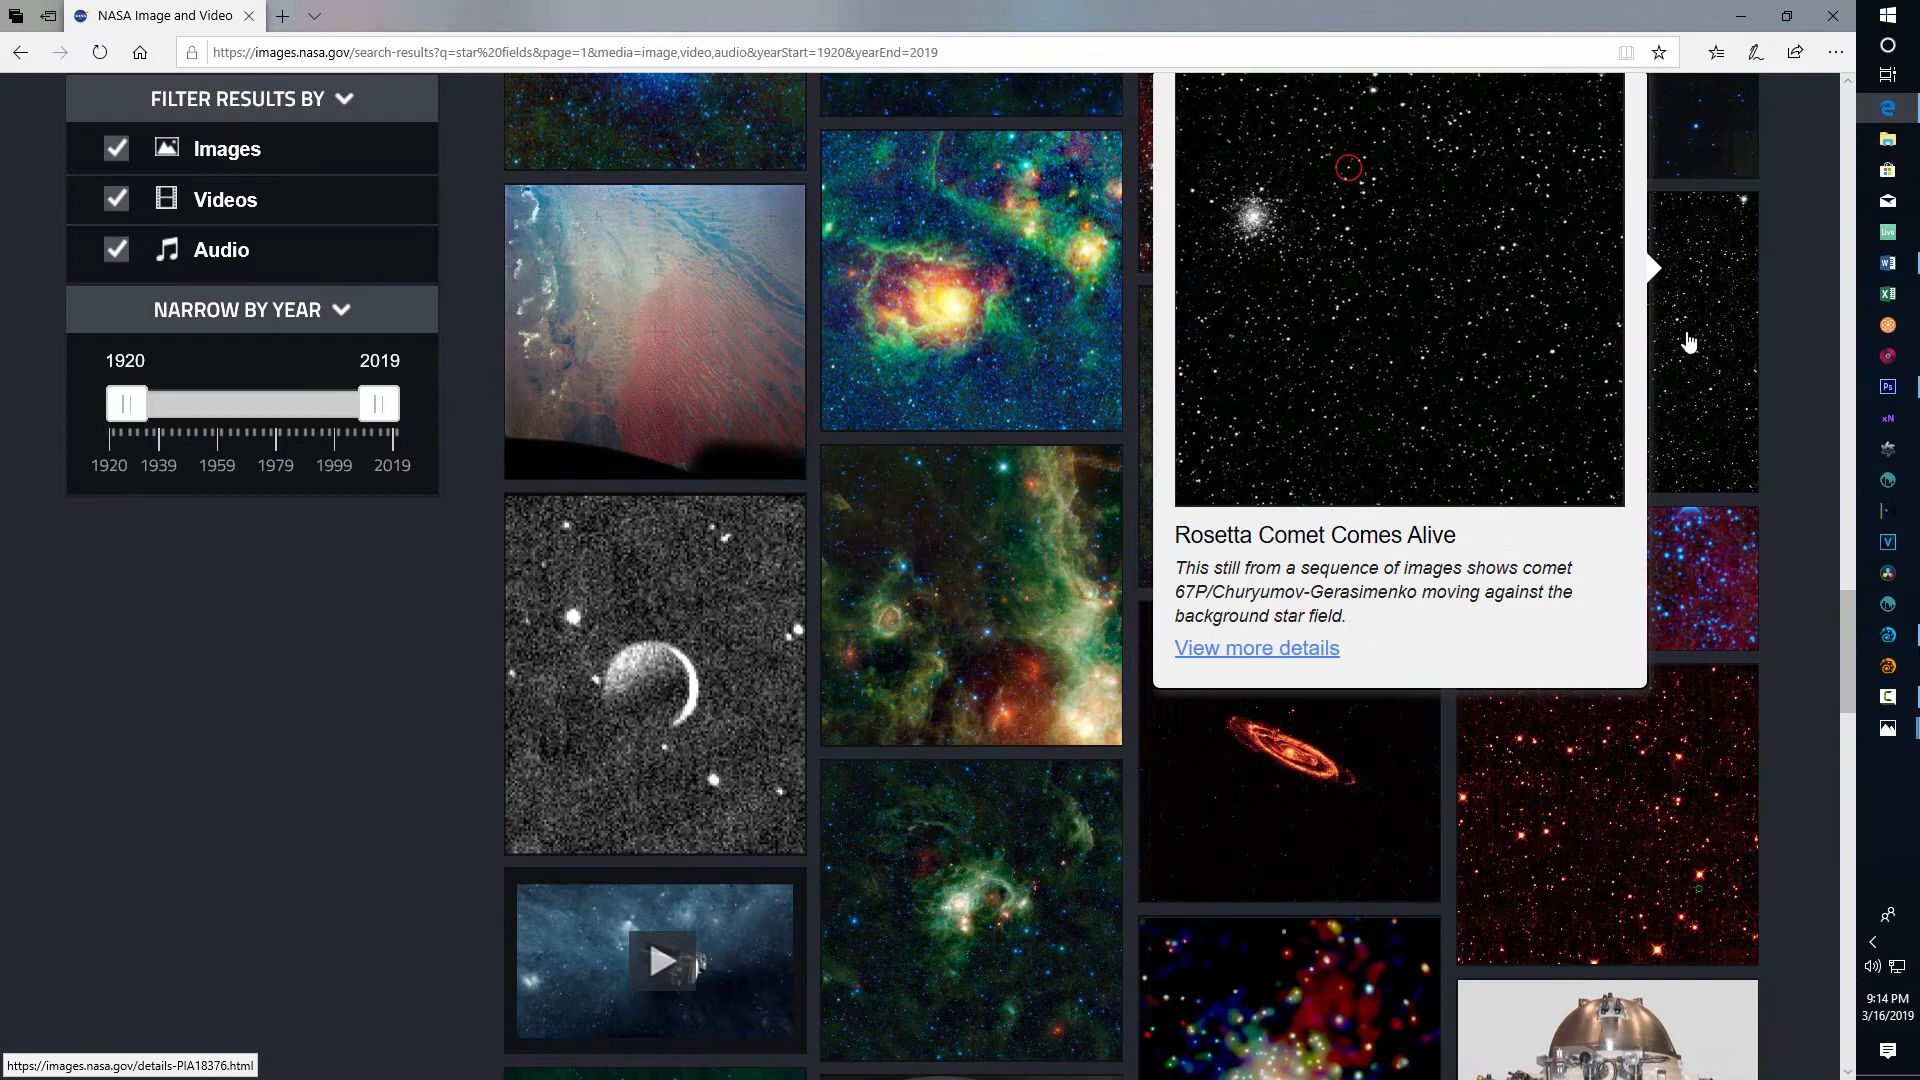 NASA Image and Video
https://images.nasa.gov/search-results?q=star%20fields&page=1&media=image,video,audio&yearStart=1920&yearEnd=2019
FILTER RESULTS BY
Images
Videos
Audio
NARROW BY YEAR
1920 2019
1920 1939 1959 1979 1999 2019
Rosetta Comet Comes Alive
This still from a sequence of images shows comet
67P/Churyumov-Gerasimenko moving against the
background star field.
View more details
https://images.nasa.gov/details-PIA18376.html
Live
Ps
xN
V
9:14 PM
3/16/2019